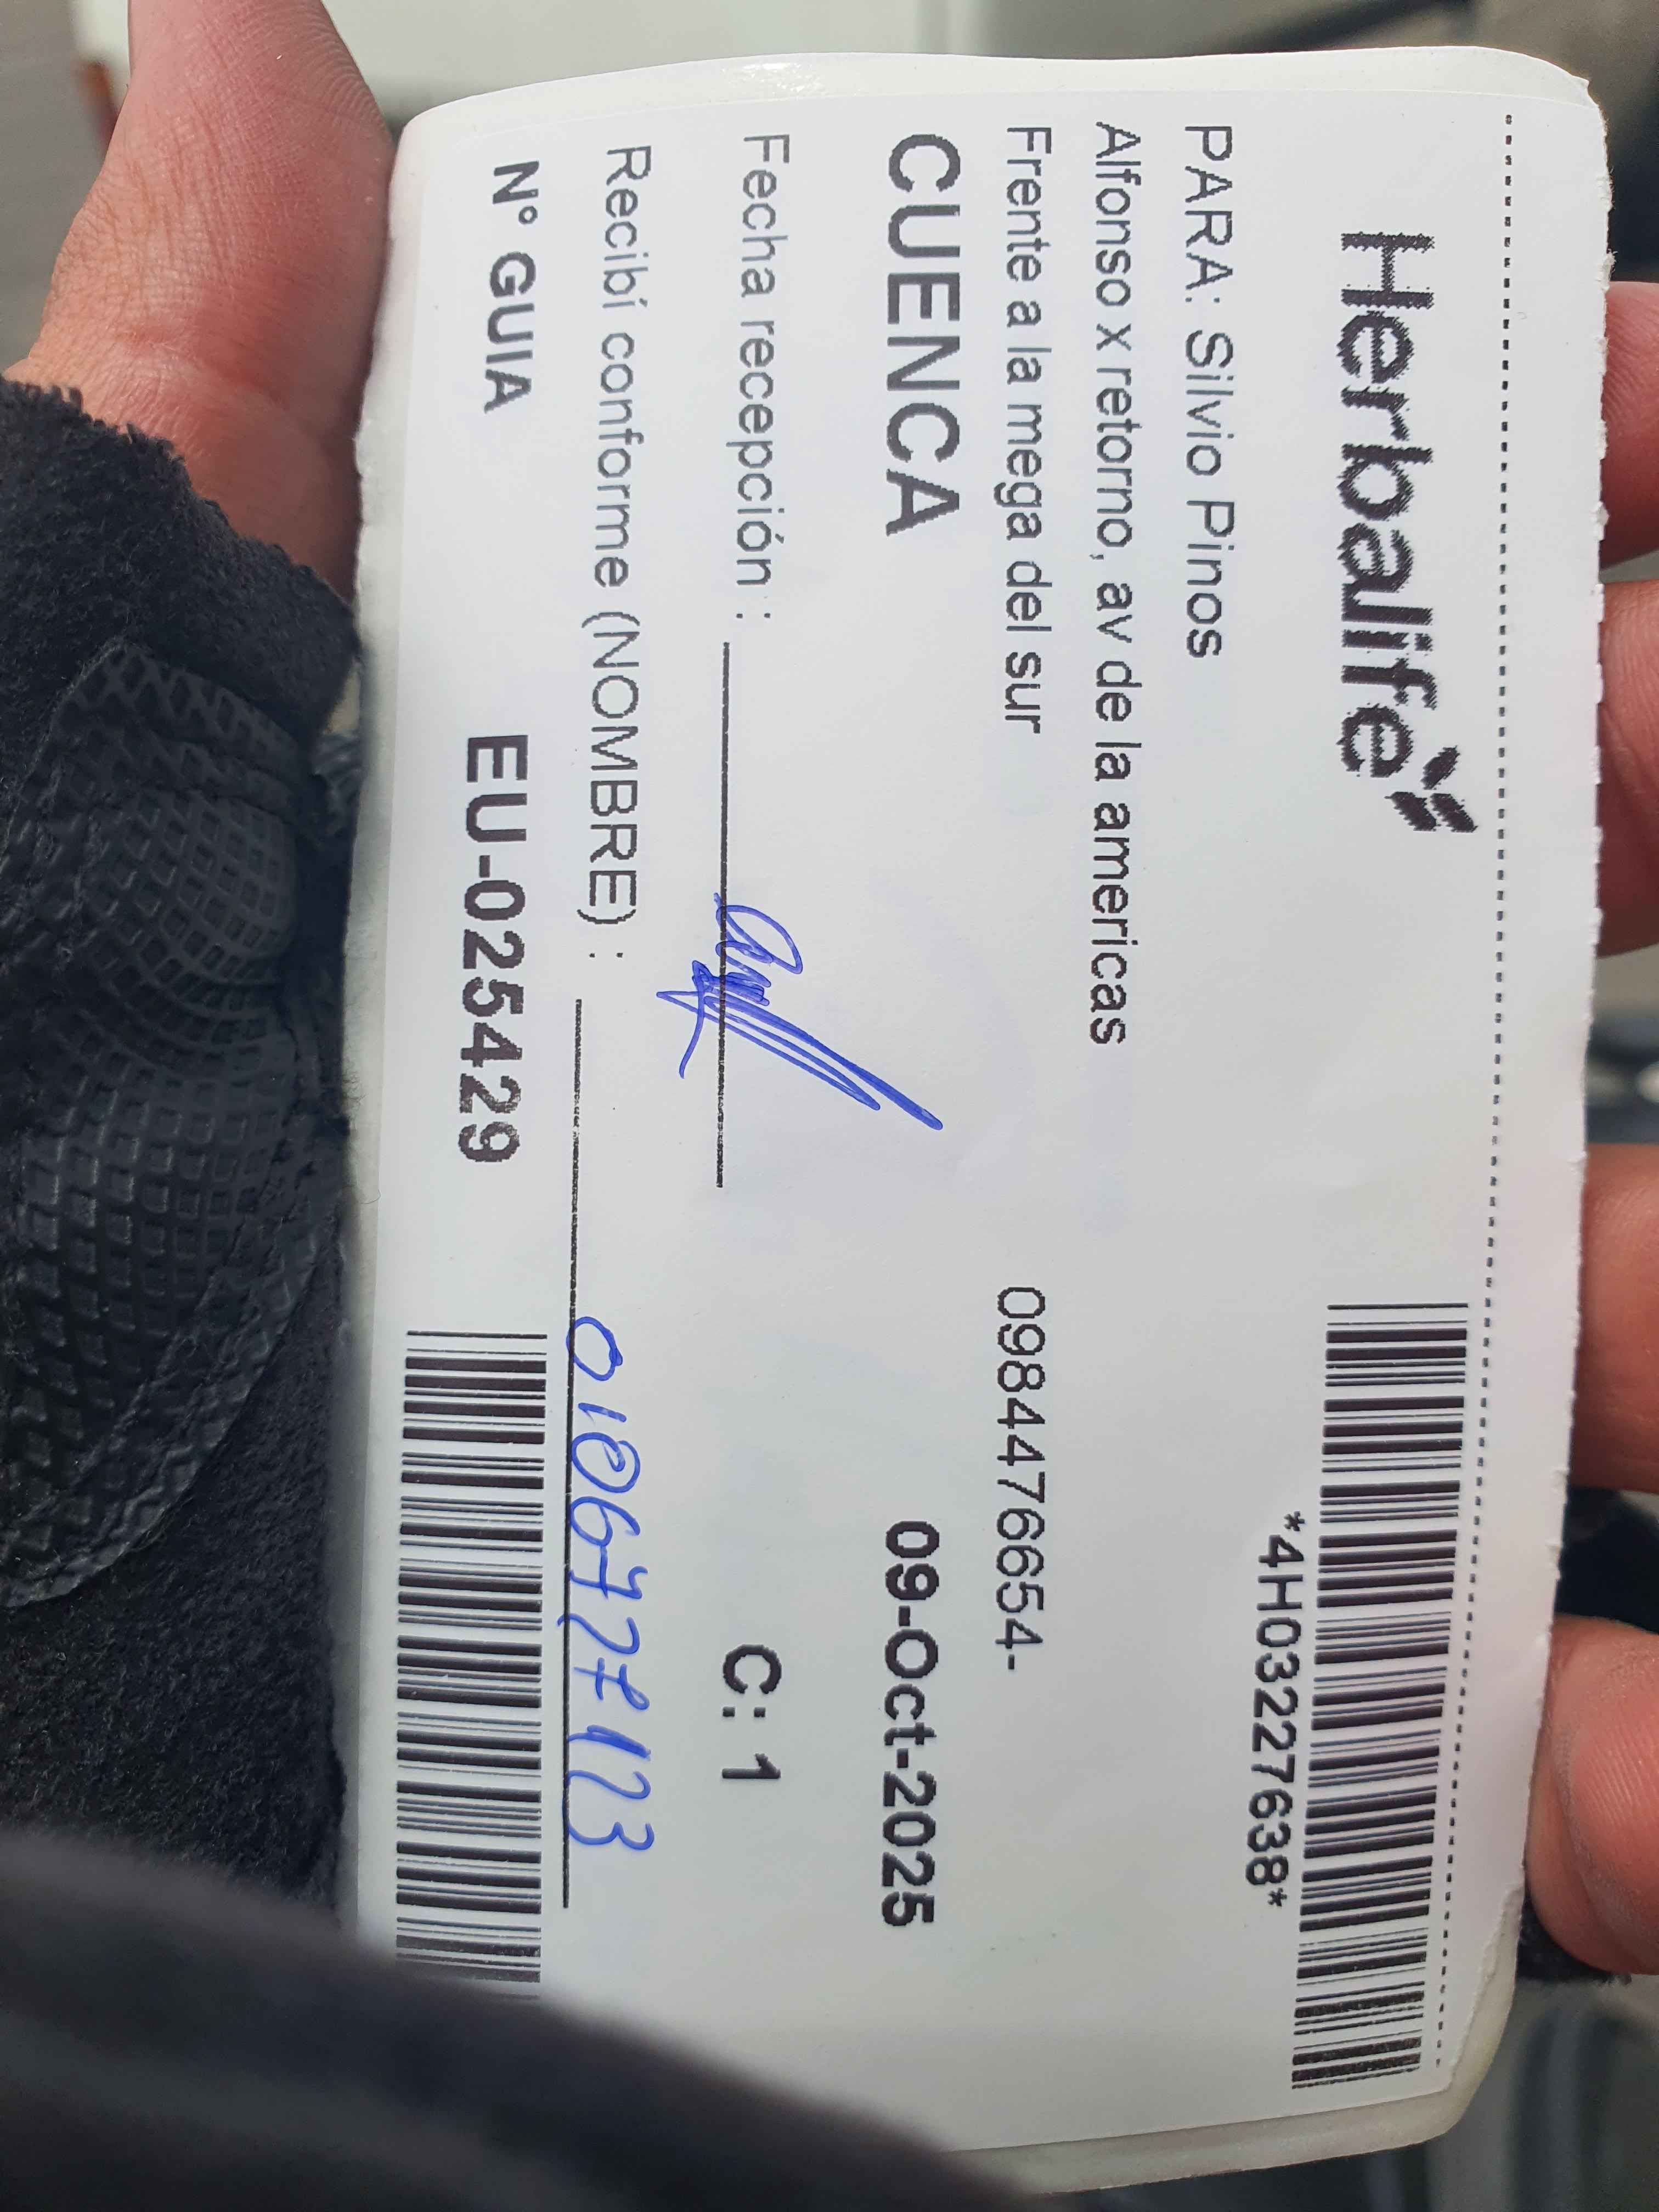 Herbalife
*4H03227638*
PARA: Silvio Pinos
Alfonso x retorno, av de la americas
Frente a la mega del sur 0984476654-
CUENCA 09-Oct-2025
Fecha recepción : C: 1
Recibí conforme (NOMBRE) : 0106727123
N° GUIA EU-025429